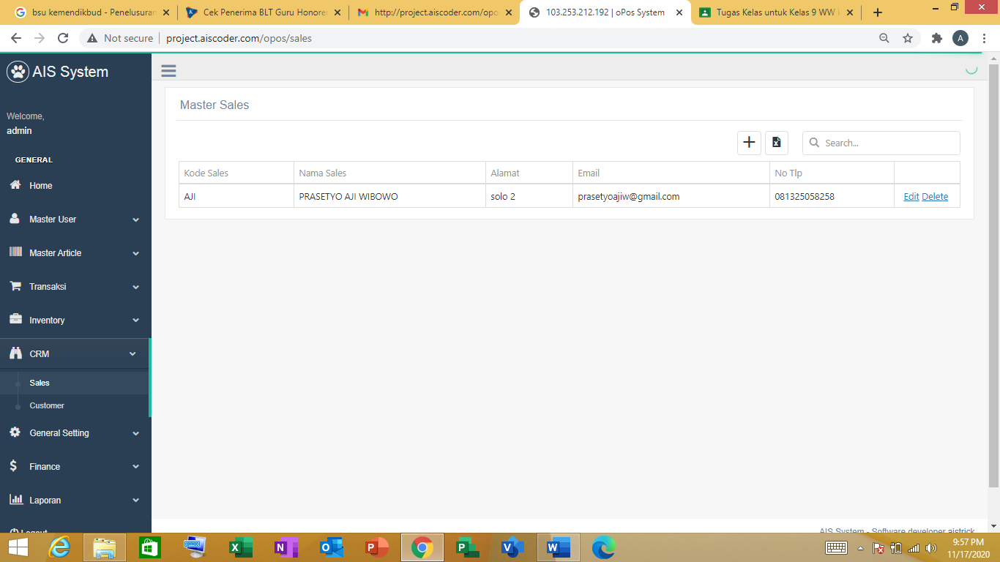 bsu kemendikbud - Penelusuran
Cek Penerima BLT Guru Honore
http://project.aiscoder.com/opo
103.253.212.192 | oPos System
Tugas Kelas untuk Kelas 9 WW
Not secure
project.aiscoder.com/opos/sales
A
AIS System
Welcome,
admin
GENERAL
Home
Master User
Master Article
Transaksi
Inventory
CRM
Sales
Customer
General Setting
Finance
Laporan
Logout
Master Sales
Search...
Kode Sales Nama Sales Alamat Email No Tlp
AJI PRASETYO AJI WIBOWO solo 2 prasetyoajiw@gmail.com 081325058258 Edit Delete
AIS System - Software developer aistrick
9:57 PM
11/17/2020